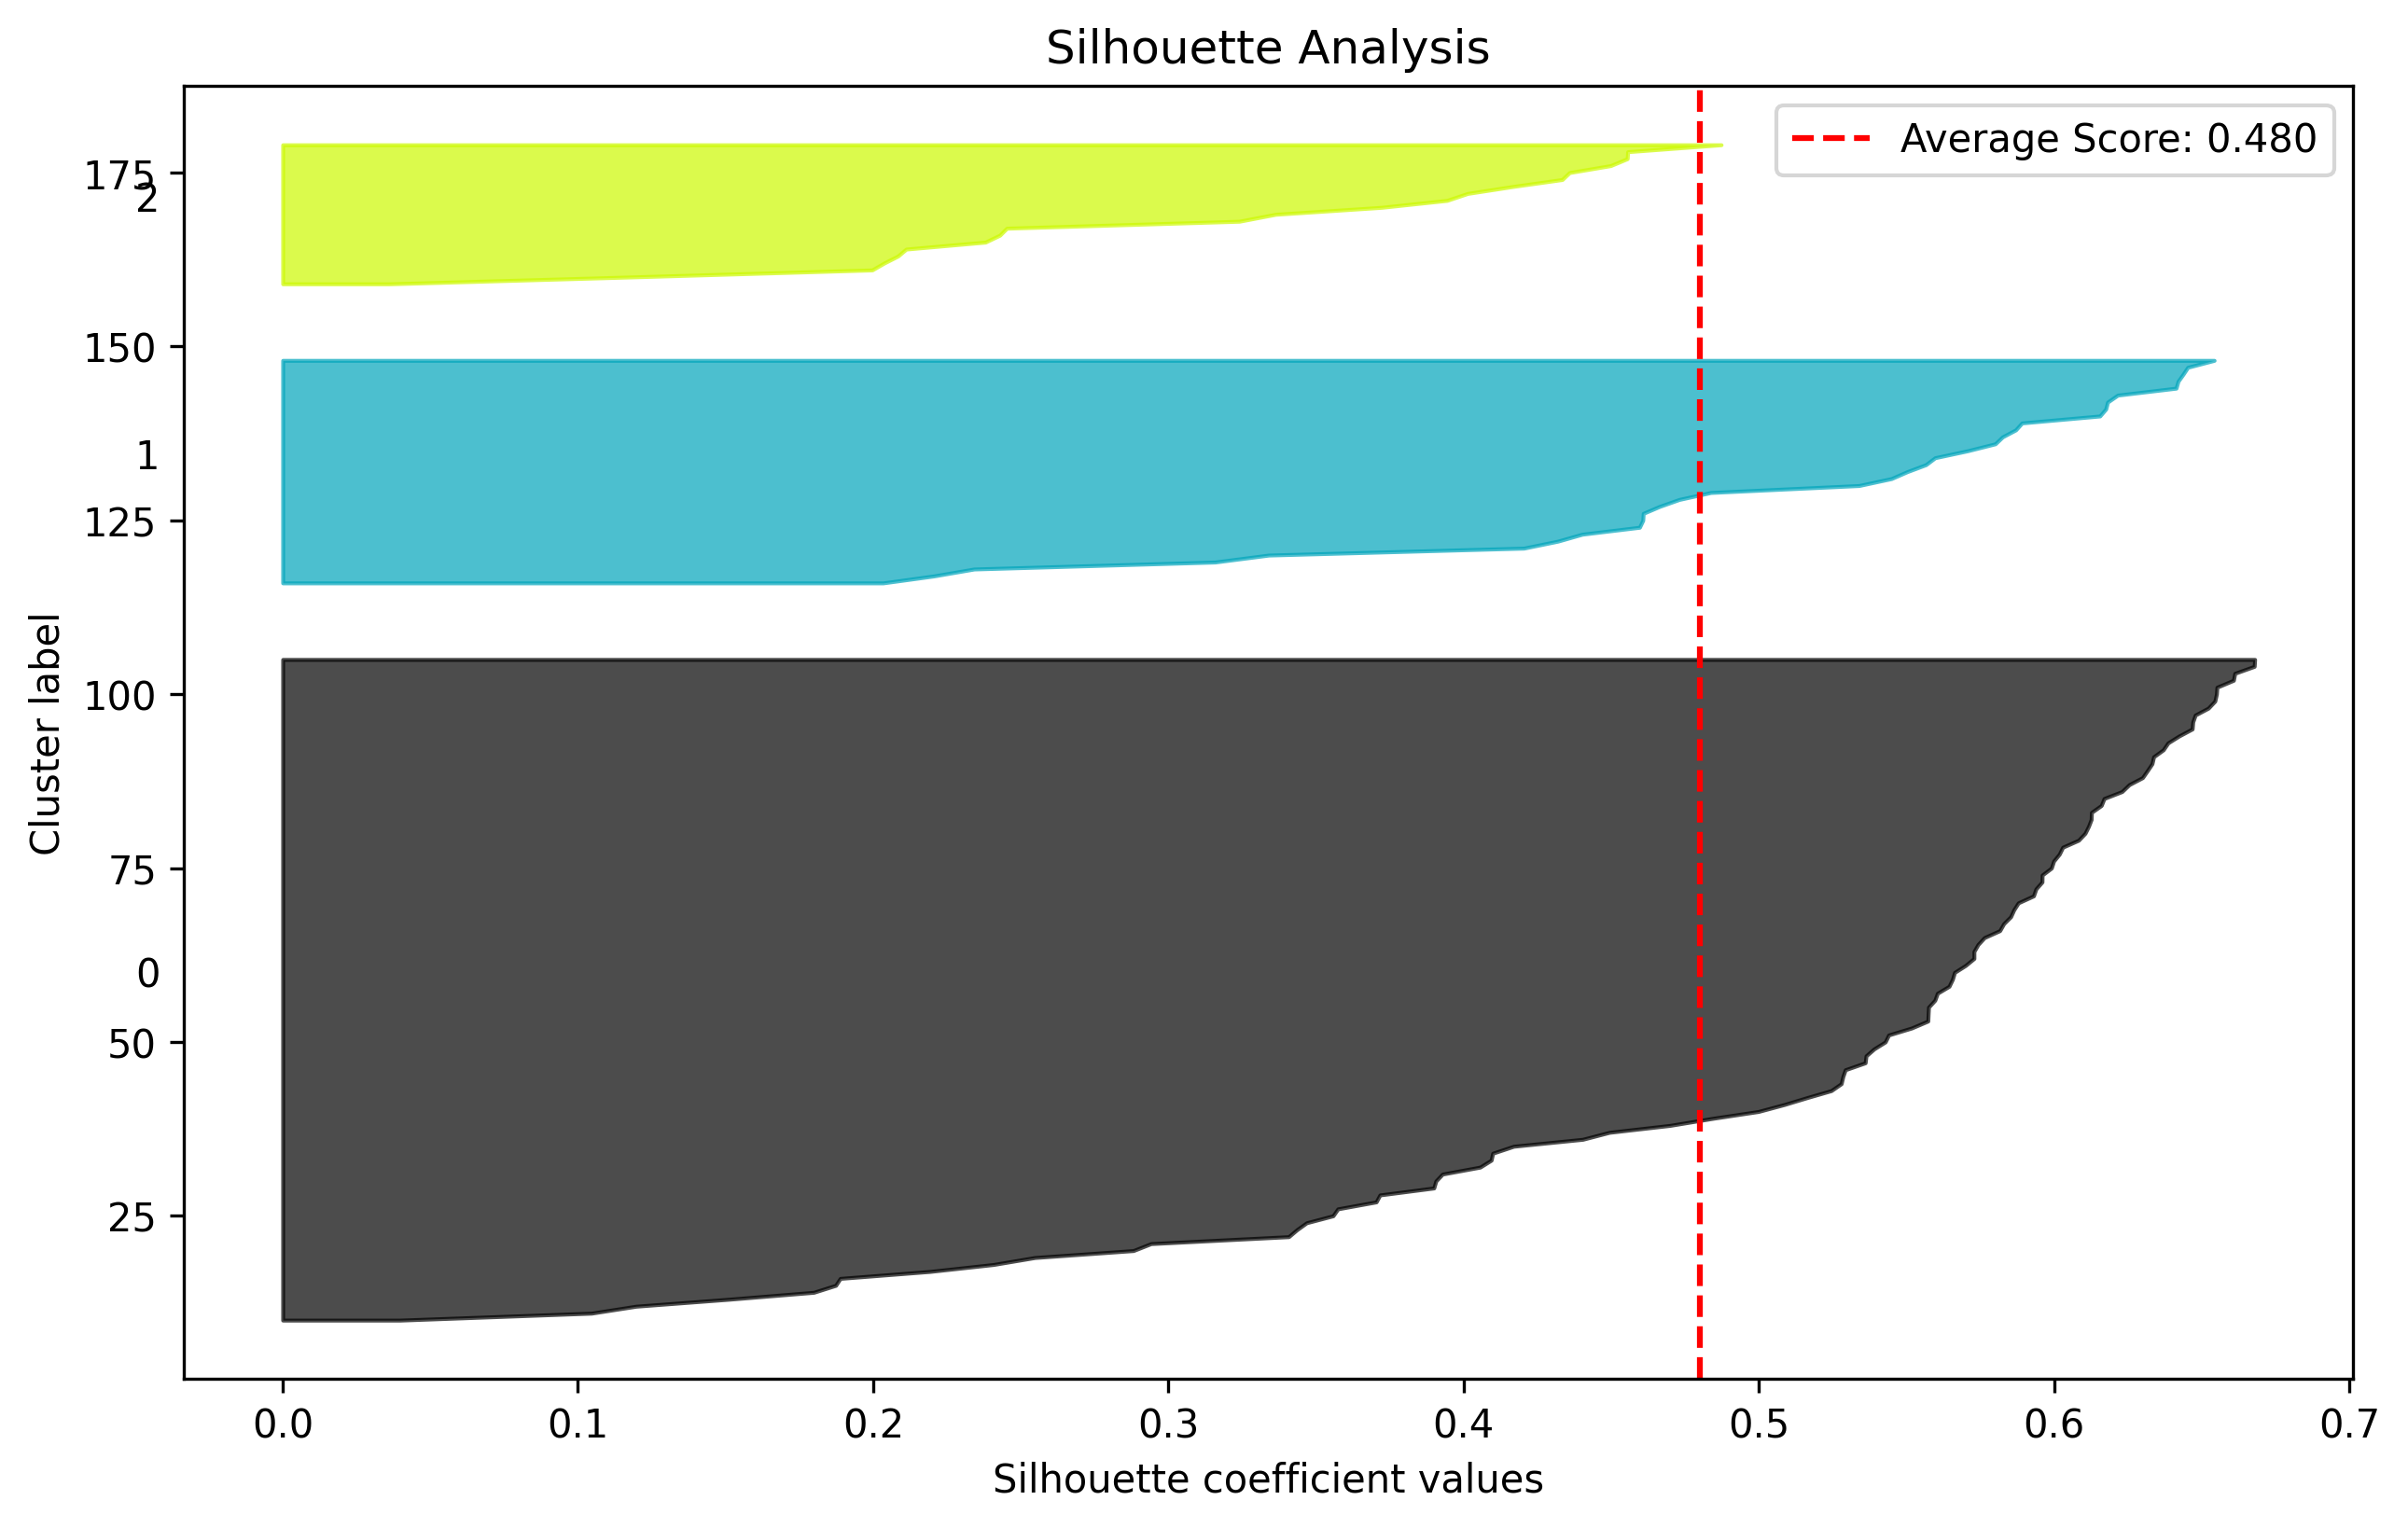 Silhouette Analysis
Average Score: 0.480
175
2
150
1
125
100
75
0
50
25
Cluster label
0.0 0.1 0.2 0.3 0.4 0.5 0.6 0.7
Silhouette coefficient values